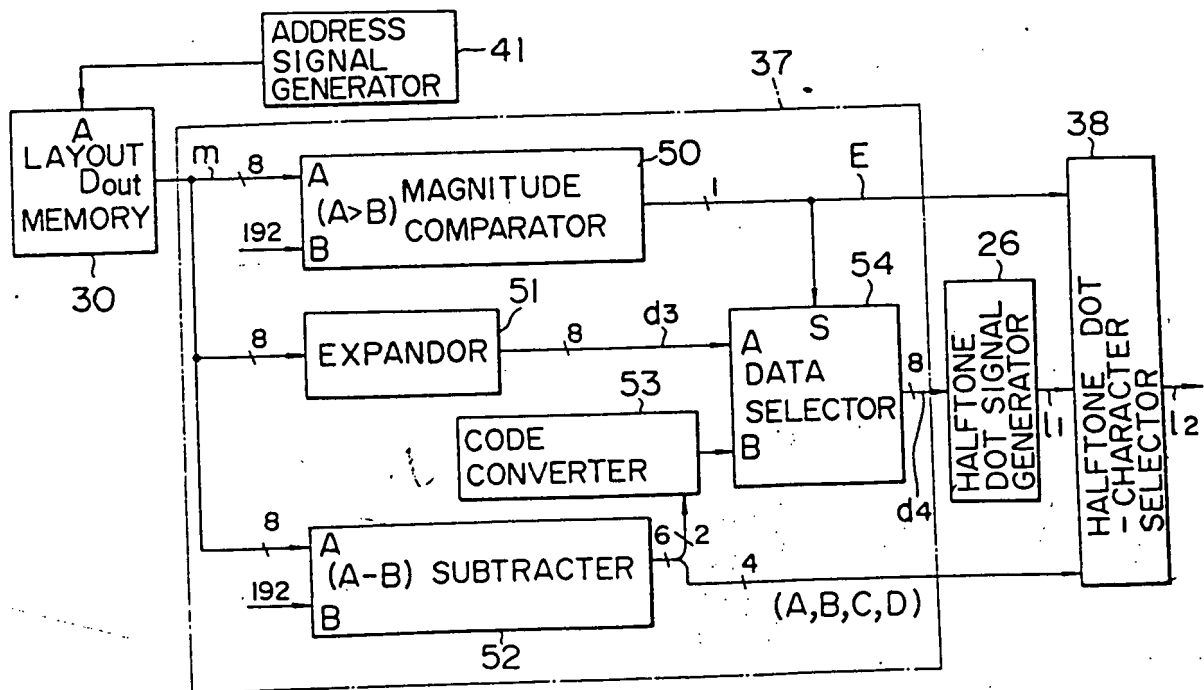 ADDRESS
SIGNAL
GENERATOR
41
37
A
LAYOUT
Dout
MEMORY
30
m
8
A
(A>B)
MAGNITUDE
COMPARATOR
192
B
50
1
E
38
51
8
EXPANDOR
8
d3
54
S
A
DATA
SELECTOR
B
8
d4
26
HALFTONE
DOT SIGNAL
GENERATOR
l1
HALFTONE DOT
- CHARACTER
SELECTOR
l2
53
CODE
CONVERTER
8
A
(A-B) SUBTRACTER
192
B
52
6
2
4
(A,B,C,D)